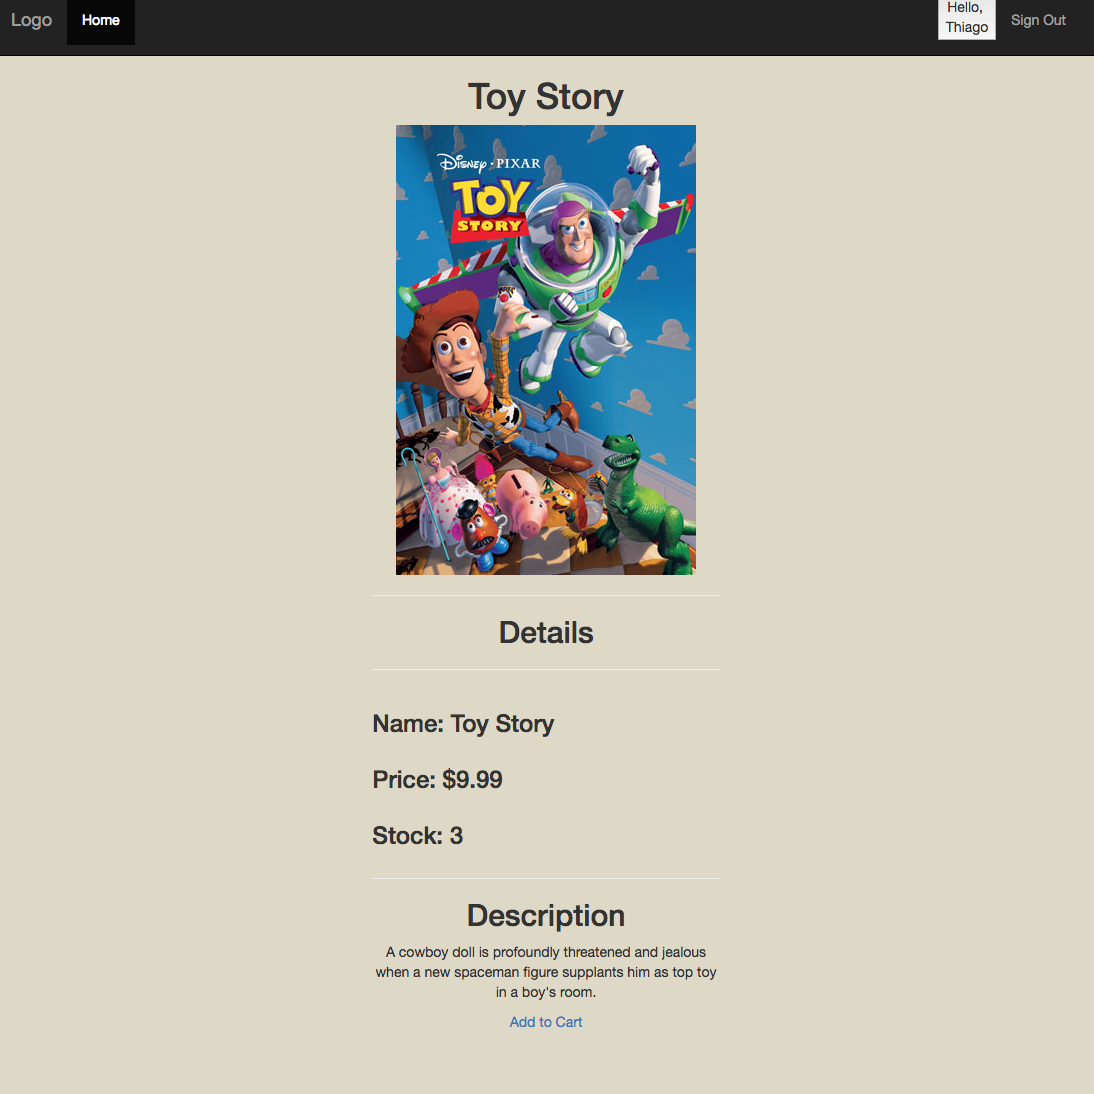 Logo
Home
Hello,
Thiago
Sign Out
Toy Story
DISNEY · PIXAR
TOY
STORY
Details
Name: Toy Story
Price: $9.99
Stock: 3
Description
A cowboy doll is profoundly threatened and jealous
when a new spaceman figure supplants him as top toy
in a boy's room.
Add to Cart